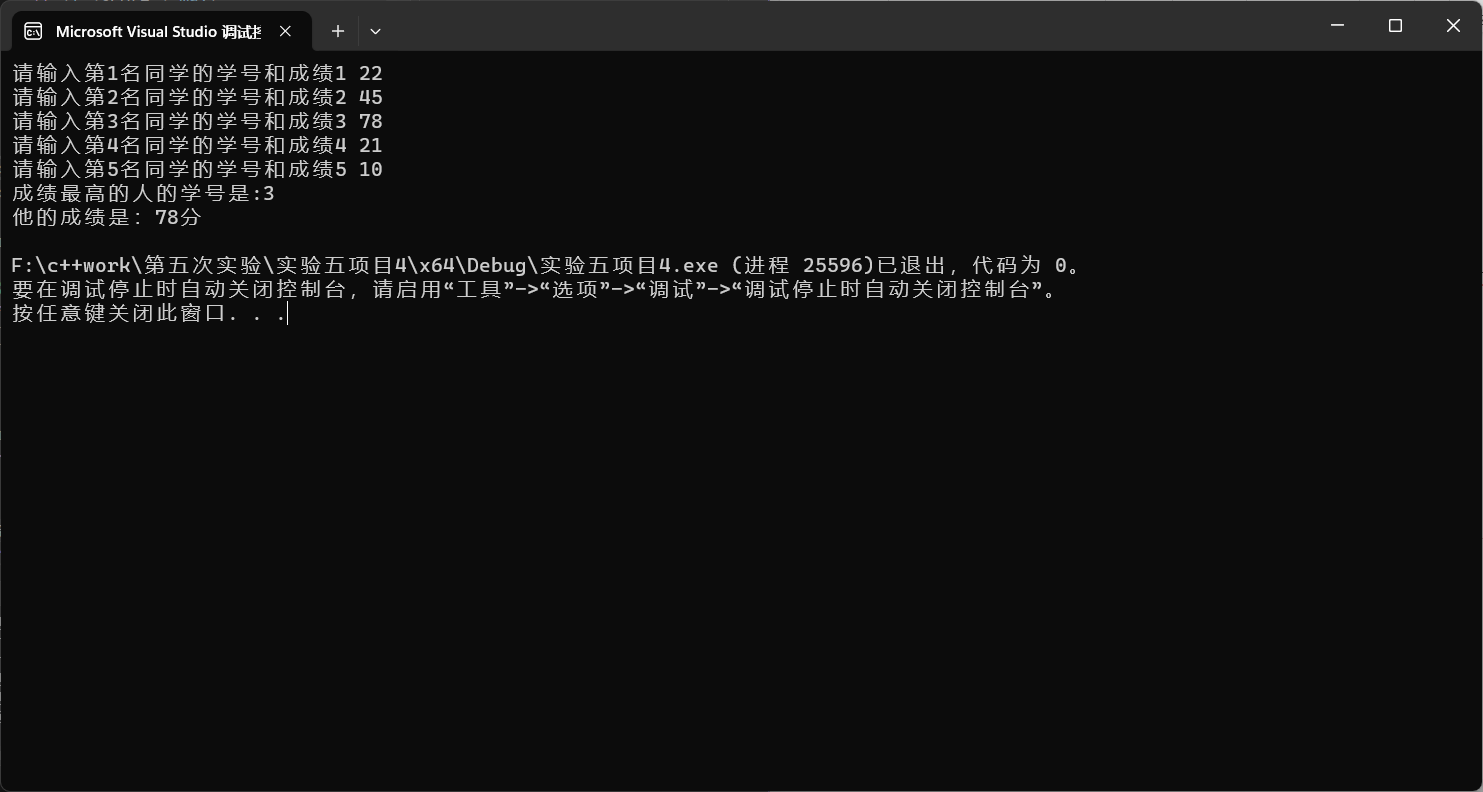 Microsoft Visual Studio 调试
请输入第1名同学的学号和成绩1 22
请输入第2名同学的学号和成绩2 45
请输入第3名同学的学号和成绩3 78
请输入第4名同学的学号和成绩4 21
请输入第5名同学的学号和成绩5 10
成绩最高的人的学号是:3
他的成绩是：78分
F:\c++work\第五次实验\实验五项目4\x64\Debug\实验五项目4.exe (进程 25596)已退出，代码为 0。
要在调试停止时自动关闭控制台，请启用“工具”->“选项”->“调试”->“调试停止时自动关闭控制台”。
按任意键关闭此窗口. . .